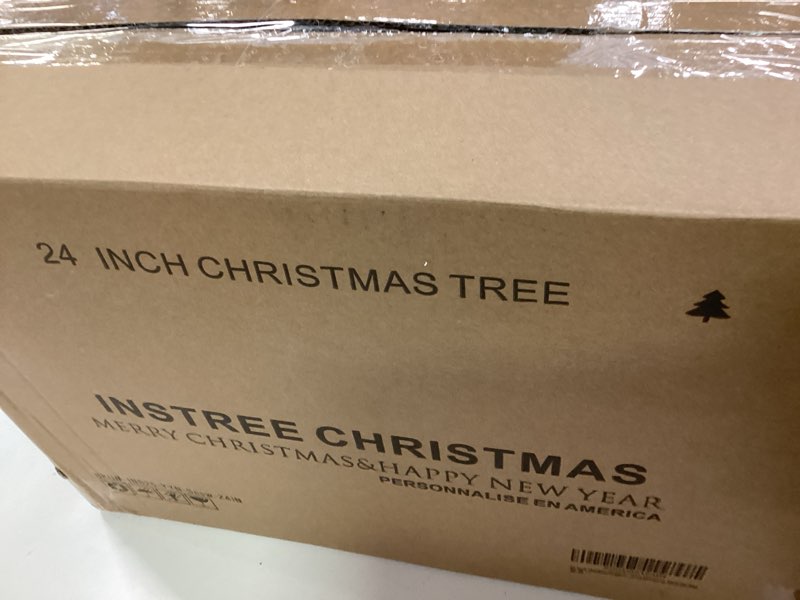 24 INCH CHRISTMAS TREE
INSTREE CHRISTMAS
MERRY CHRISTMAS&HAPPY NEW YEAR
PERSONNALISE EN AMERICA